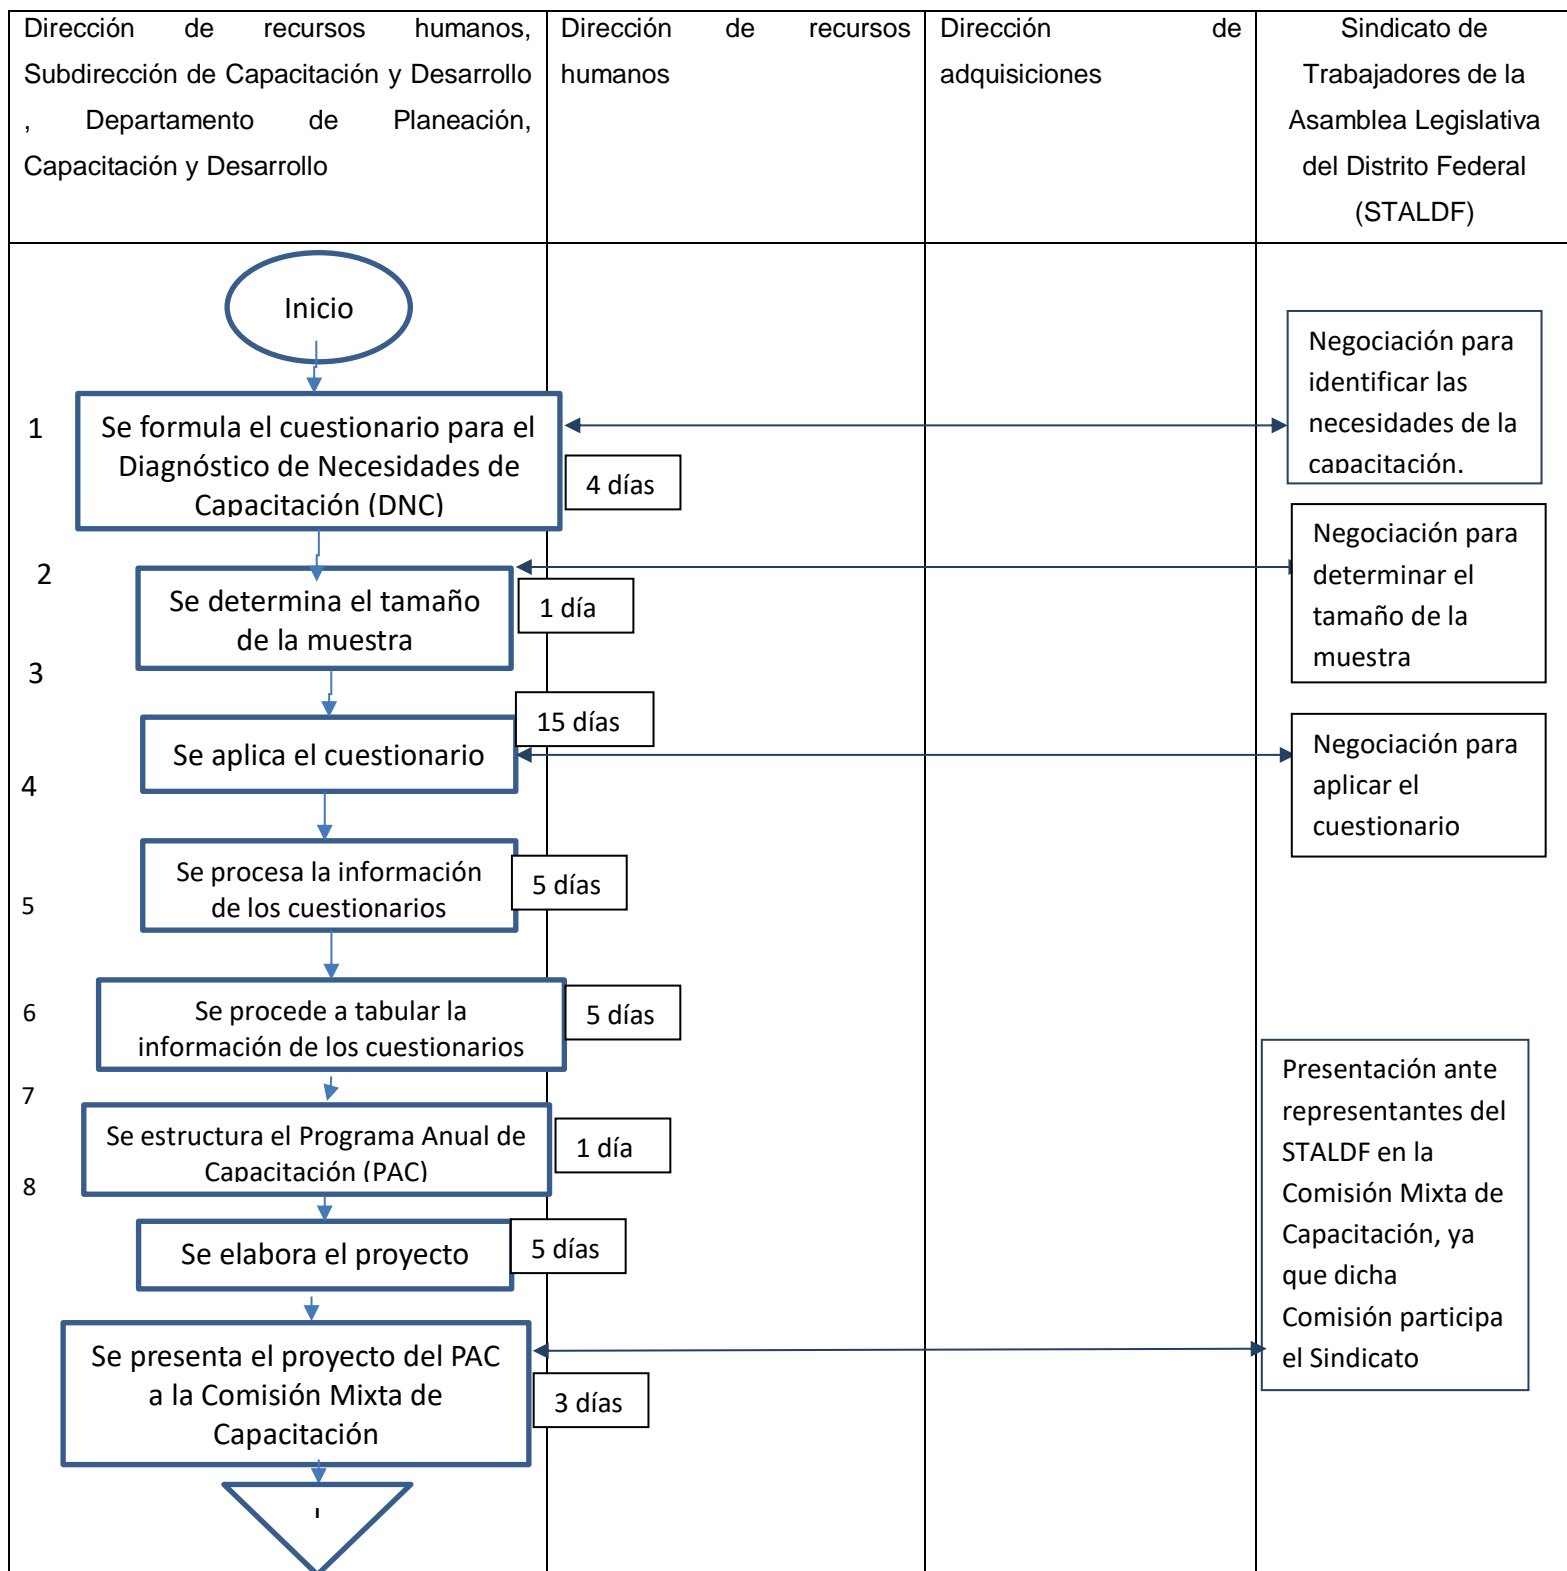 Dirección de recursos humanos,
Subdirección de Capacitación y Desarrollo
, Departamento de Planeación,
Capacitación y Desarrollo
Dirección de recursos
humanos
Dirección de
adquisiciones
Sindicato de
Trabajadores de la
Asamblea Legislativa
del Distrito Federal
(STALDF)
Inicio
1
Se formula el cuestionario para el
Diagnóstico de Necesidades de
Capacitación (DNC)
4 días
Negociación para
identificar las
necesidades de la
capacitación.
2
Se determina el tamaño
de la muestra
1 día
Negociación para
determinar el
tamaño de la
muestra
3
Se aplica el cuestionario
15 días
Negociación para
aplicar el
cuestionario
4
Se procesa la información
de los cuestionarios
5 días
5
6
Se procede a tabular la
información de los cuestionarios
5 días
7
Se estructura el Programa Anual de
Capacitación (PAC)
1 día
8
Se elabora el proyecto
5 días
Se presenta el proyecto del PAC
a la Comisión Mixta de
Capacitación
3 días
Presentación ante
representantes del
STALDF en la
Comisión Mixta de
Capacitación, ya
que dicha
Comisión participa
el Sindicato